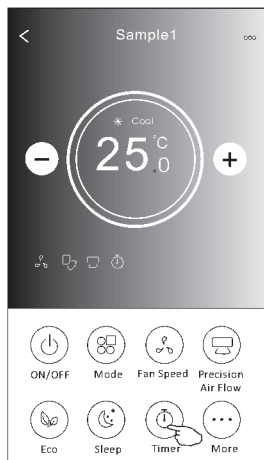 Sample1
Cool
25.0 °C
ON/OFF Mode Fan Speed Precision Air Flow
Eco Sleep Timer More